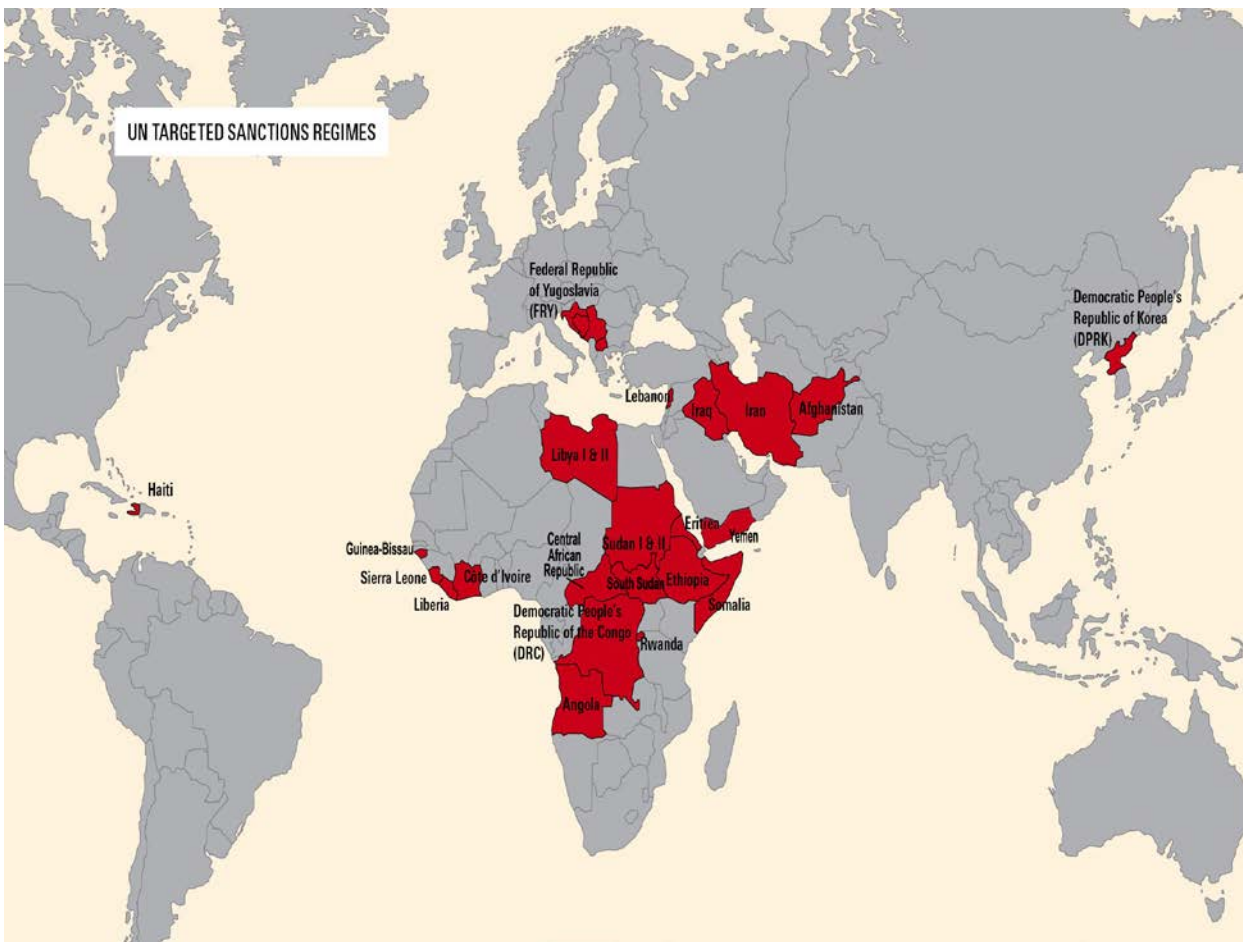 UN TARGETED SANCTIONS REGIMES
Federal Republic
of Yugoslavia
(FRY)
Democratic People's
Republic of Korea
(DPRK)
Lebanon
Iraq
Iran
Afghanistan
Libya I & II
Haiti
Eritrea
Yemen
Sudan I & II
Central
African
Republic
Guinea-Bissau
Sierra Leone
Côte d'Ivoire
Liberia
South Sudan
Ethiopia
Somalia
Democratic People's
Republic of the Congo
(DRC)
Rwanda
Angola